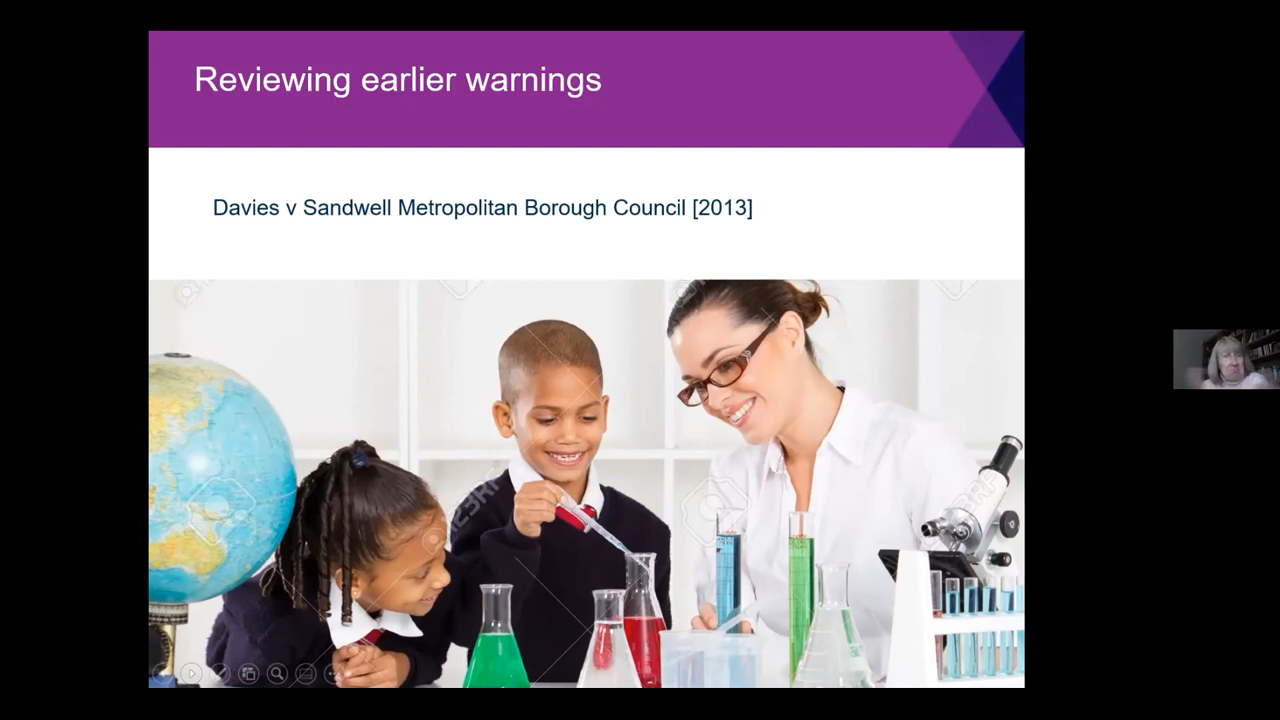 Reviewing earlier warnings
Davies v Sandwell Metropolitan Borough Council [2013]